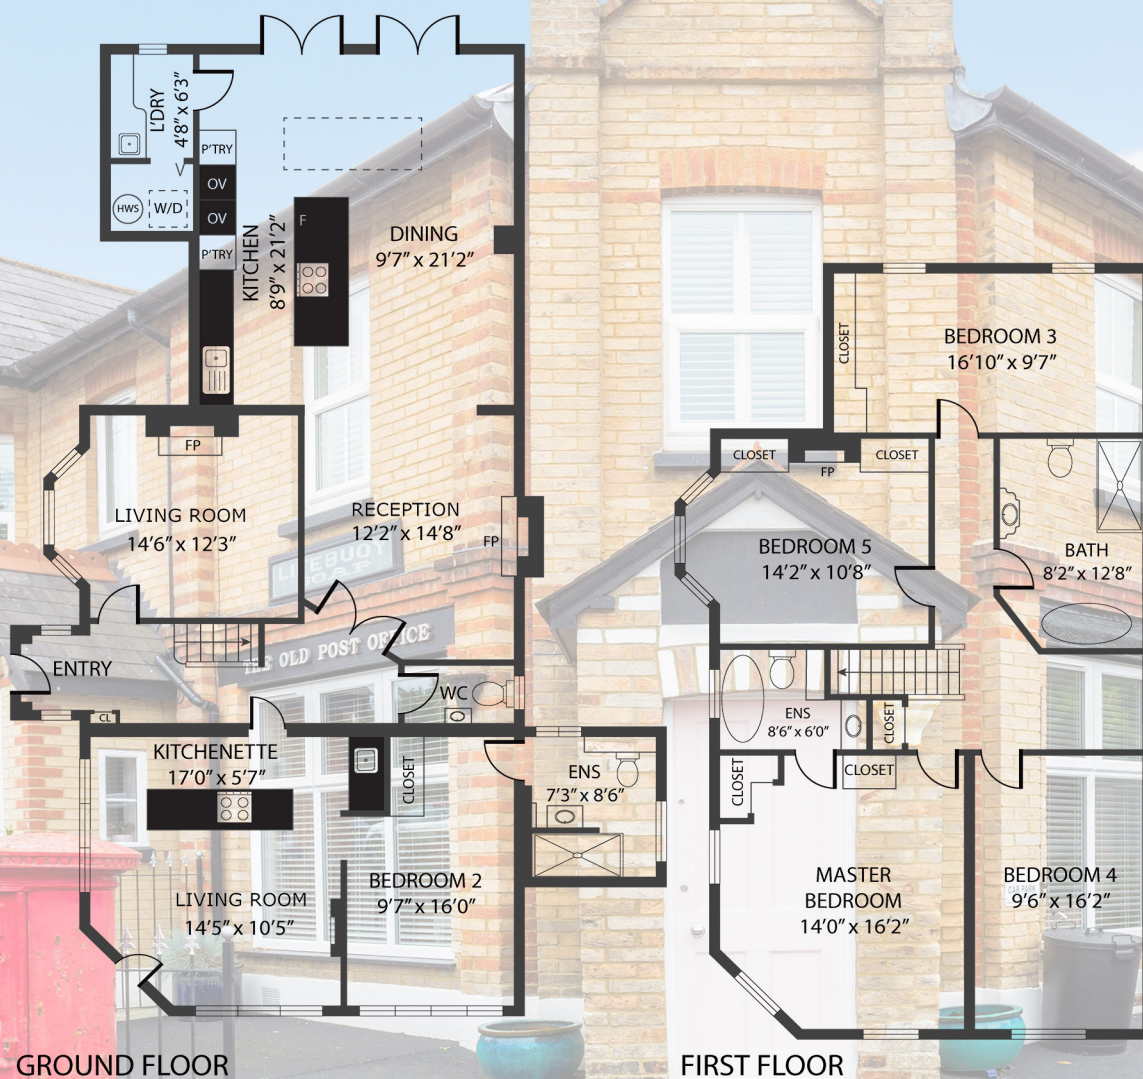 L'DRY
4'8" x 6'3"
P'TRY
OV
OV
P'TRY
HWS
W/D
KITCHEN
8'9" x 21'2"
F
DINING
9'7" x 21'2"
FP
LIVING ROOM
14'6" x 12'3"
RECEPTION
12'2" x 14'8"
FP
LIFEBUOY
SOAP
THE OLD POST OFFICE
ENTRY
CL
WC
KITCHENETTE
17'0" x 5'7"
CLOSET
ENS
7'3" x 8'6"
LIVING ROOM
14'5" x 10'5"
BEDROOM 2
9'7" x 16'0"
GROUND FLOOR
CLOSET
BEDROOM 3
16'10" x 9'7"
CLOSET
FP
CLOSET
BEDROOM 5
14'2" x 10'8"
BATH
8'2" x 12'8"
ENS
8'6" x 6'0"
CLOSET
CLOSET
CLOSET
MASTER
BEDROOM
14'0" x 16'2"
BEDROOM 4
9'6" x 16'2"
CAR PARK
FIRST FLOOR